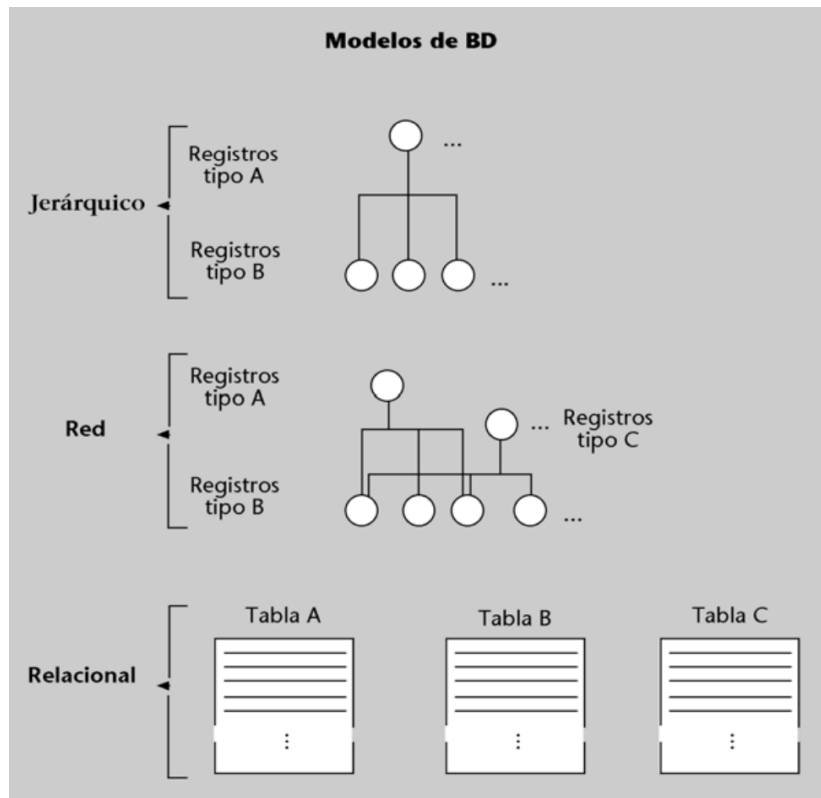 Modelos de BD
Jerárquico
Registros
tipo A
...
Registros
tipo B
...
Red
Registros
tipo A
... Registros
tipo C
Registros
tipo B
...
Relacional
Tabla A
Tabla B
Tabla C